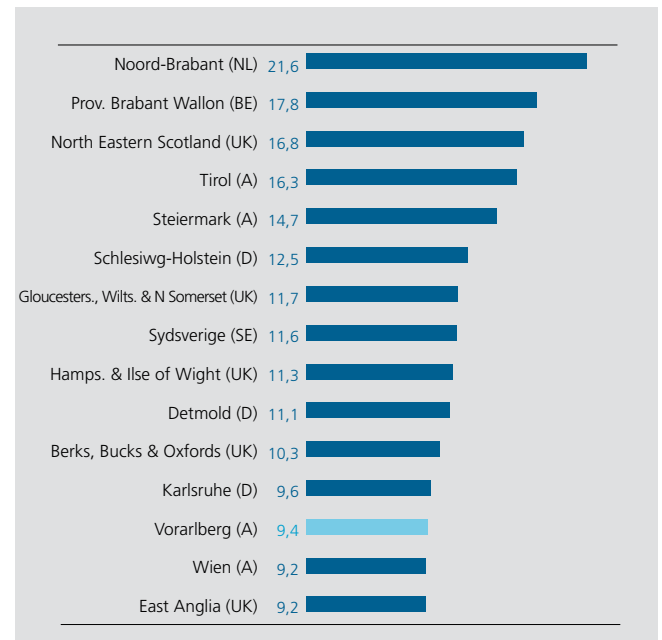 Noord-Brabant (NL) 21,6
Prov. Brabant Wallon (BE) 17,8
North Eastern Scotland (UK) 16,8
Tirol (A) 16,3
Steiermark (A) 14,7
Schlesiwg-Holstein (D) 12,5
Gloucesters., Wilts. & N Somerset (UK) 11,7
Sydsverige (SE) 11,6
Hamps. & Ilse of Wight (UK) 11,3
Detmold (D) 11,1
Berks, Bucks & Oxfords (UK) 10,3
Karlsruhe (D) 9,6
Vorarlberg (A) 9,4
Wien (A) 9,2
East Anglia (UK) 9,2